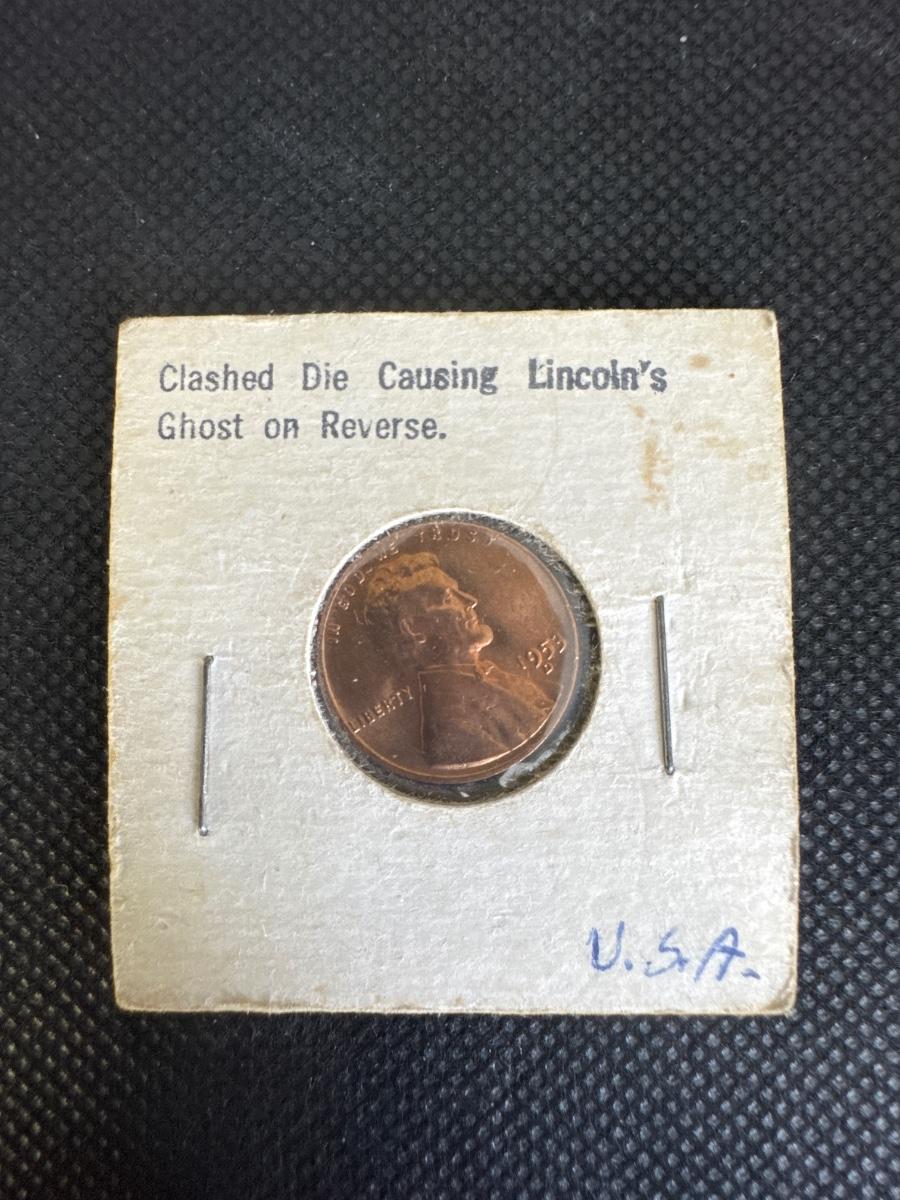 Clashed Die Causing Lincoln's
Ghost on Reverse.
IN GOD WE TRUST
LIBERTY
1953
D
U.S.A.